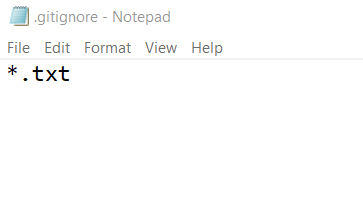 .gitignore - Notepad
File Edit Format View Help
*.txt